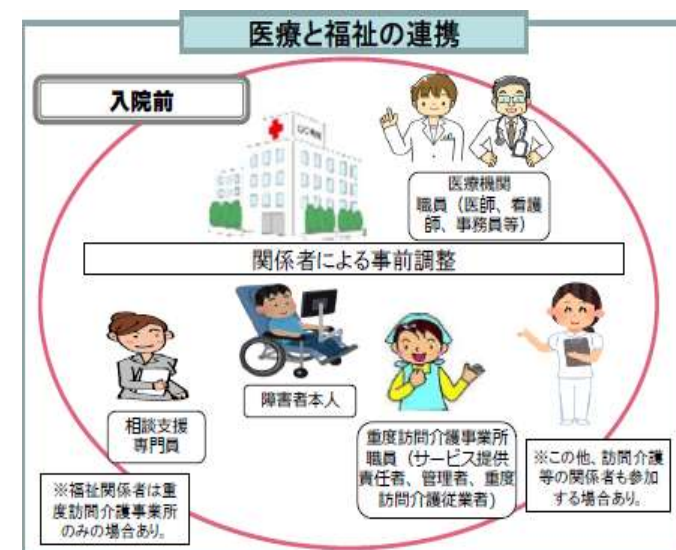 医療と福祉の連携
入院前
医療機関
職員（医師、看護
師、事務員等）
関係者による事前調整
相談支援
専門員
障害者本人
重度訪問介護事業所
職員（サービス提供
責任者、管理者、重度
訪問介護従業者）
※福祉関係者は重
度訪問介護事業所
のみの場合あり。
※この他、訪問介護
等の関係者も参加
する場合あり。